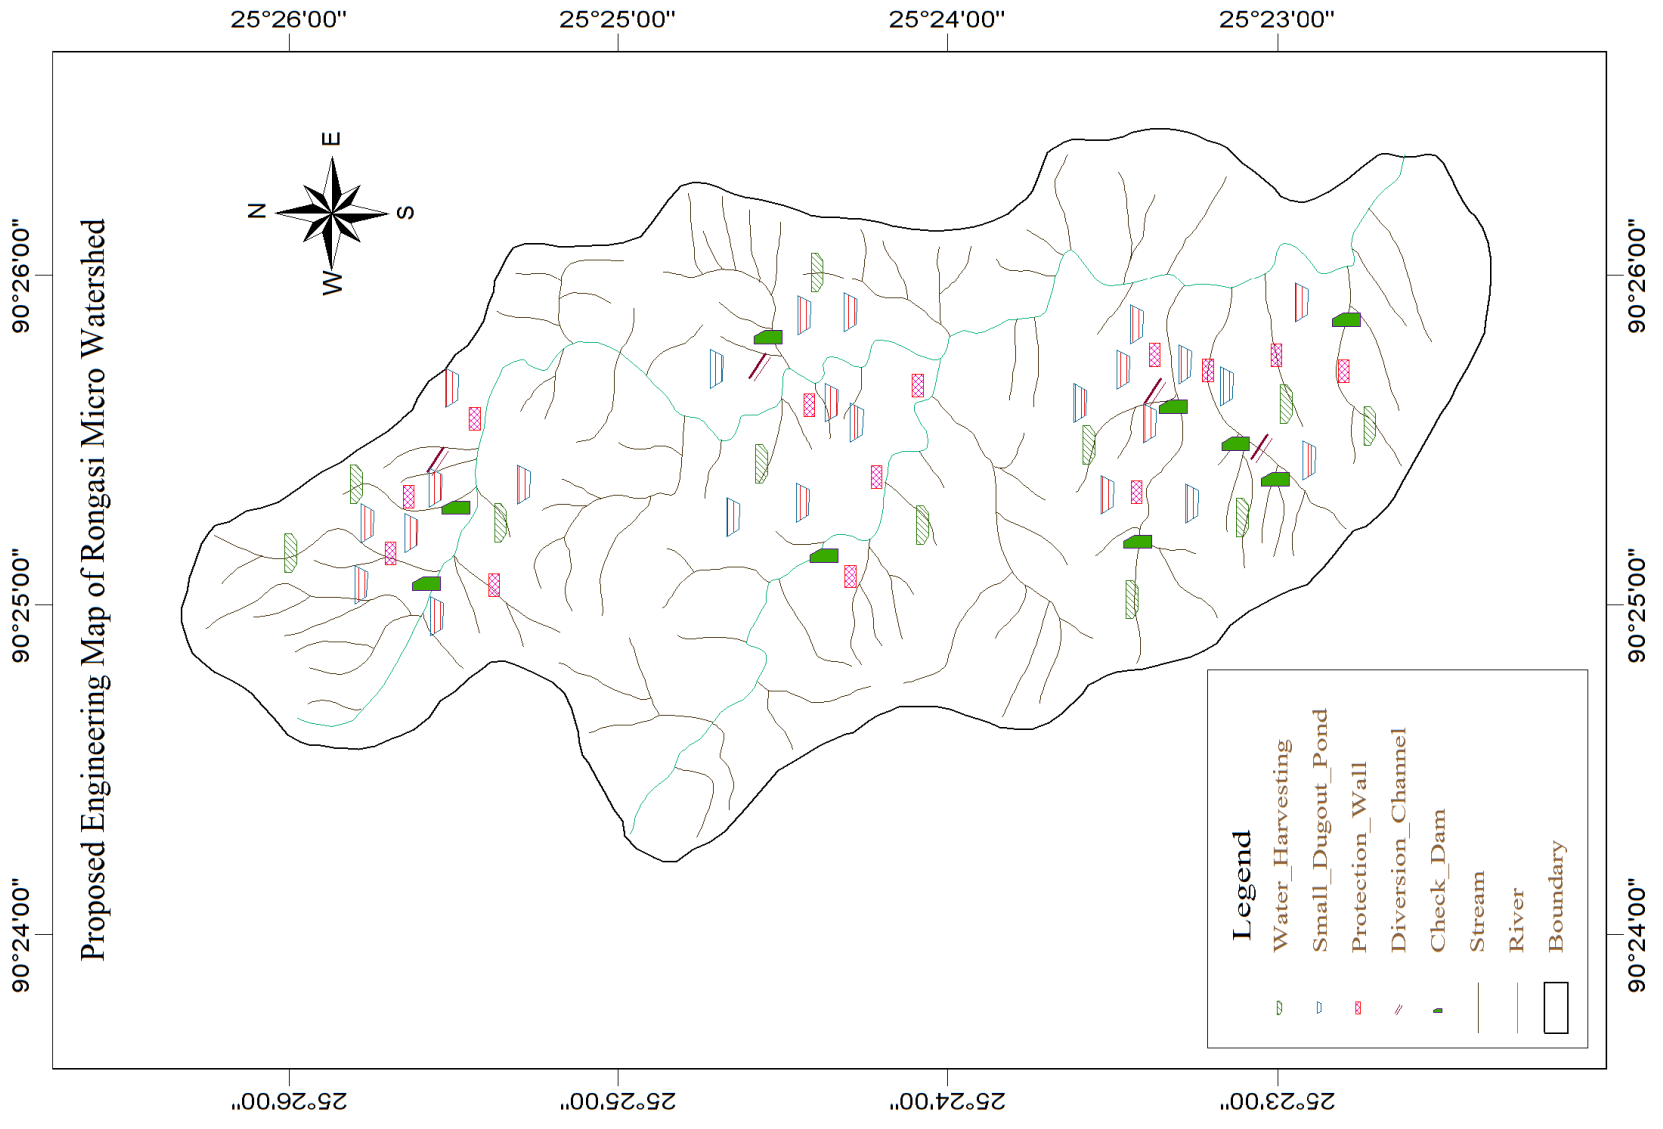 Proposed Engineering Map of Rongasi Micro Watershed
25°26'00"
25°25'00"
25°24'00"
25°23'00"
90°26'00"
90°25'00"
90°24'00"
90°26'00"
90°25'00"
90°24'00"
25°26'00"
25°25'00"
25°24'00"
25°23'00"
N
E
S
W
Legend
Water_Harvesting
Small_Dugout_Pond
Protection_Wall
Diversion_Channel
Check_Dam
Stream
River
Boundary